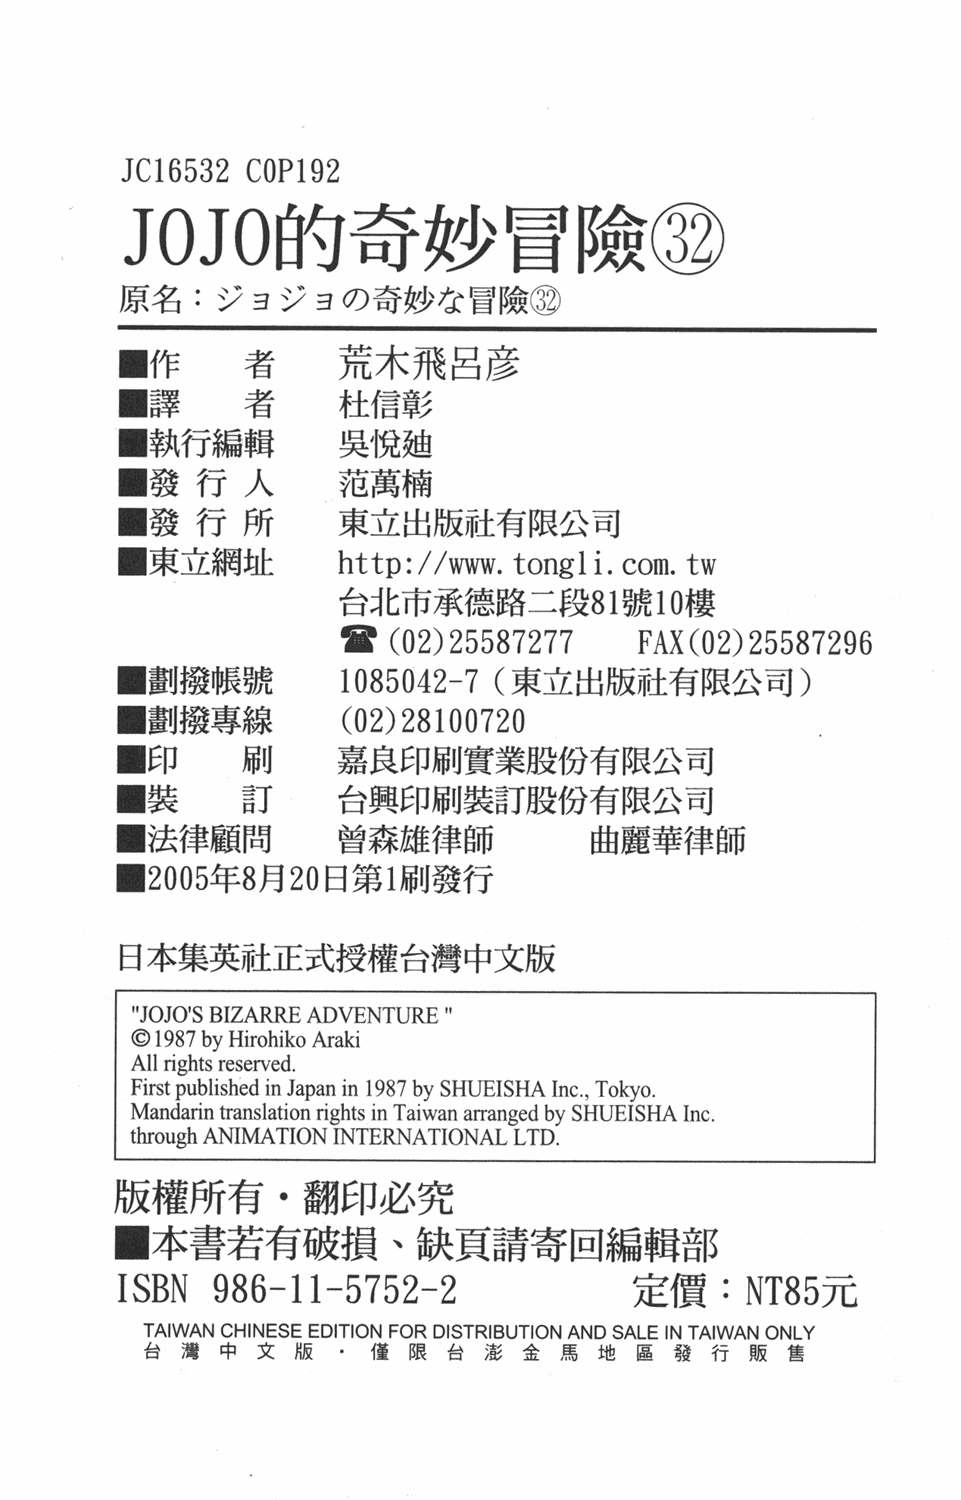 JC16532 COP192
JOJO的奇妙冒險㉜
原名：ジョジョの奇妙な冒險㉜
■作　者　荒木飛呂彦
■譯　者　杜信彰
■執行編輯　吳悅廸
■發行人　范萬楠
■發行所　東立出版社有限公司
■東立網址　http://www.tongli.com.tw
台北市承德路二段81號10樓
☎(02)25587277　FAX(02)25587296
■劃撥帳號　1085042-7（東立出版社有限公司）
■劃撥專線　(02)28100720
■印　刷　嘉良印刷實業股份有限公司
■裝　訂　台興印刷裝訂股份有限公司
■法律顧問　曾森雄律師　曲麗華律師
■2005年8月20日第1刷發行
日本集英社正式授權台灣中文版
"JOJO'S BIZARRE ADVENTURE "
©1987 by Hirohiko Araki
All rights reserved.
First published in Japan in 1987 by SHUEISHA Inc., Tokyo.
Mandarin translation rights in Taiwan arranged by SHUEISHA Inc.
through ANIMATION INTERNATIONAL LTD.
版權所有・翻印必究
■本書若有破損、缺頁請寄回編輯部
ISBN 986-11-5752-2　定價：NT85元
TAIWAN CHINESE EDITION FOR DISTRIBUTION AND SALE IN TAIWAN ONLY
台灣中文版・僅限台澎金馬地區發行販售